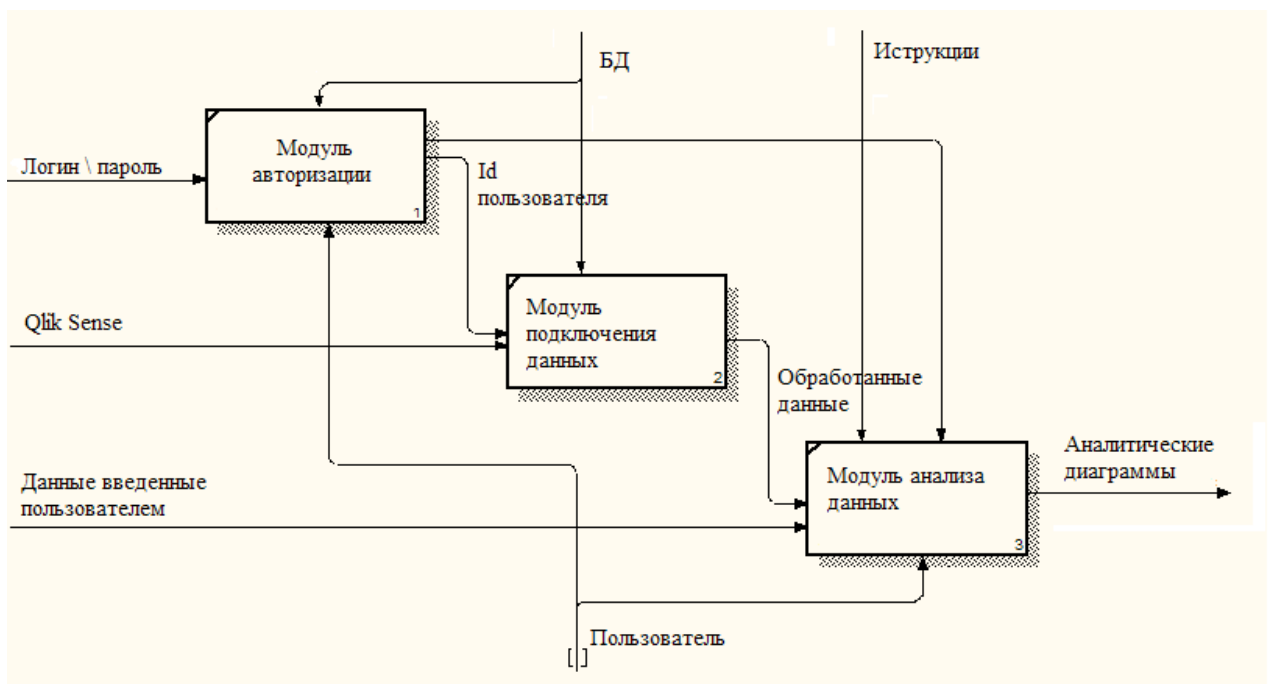 БД
Иструкции
Модуль
авторизации
1
Логин \ пароль
Id
пользователя
Qlik Sense
Модуль
подключения
данных
2
Обработанные
данные
Аналитические
диаграммы
Модуль анализа
данных
3
Данные введенные
пользователем
Пользователь